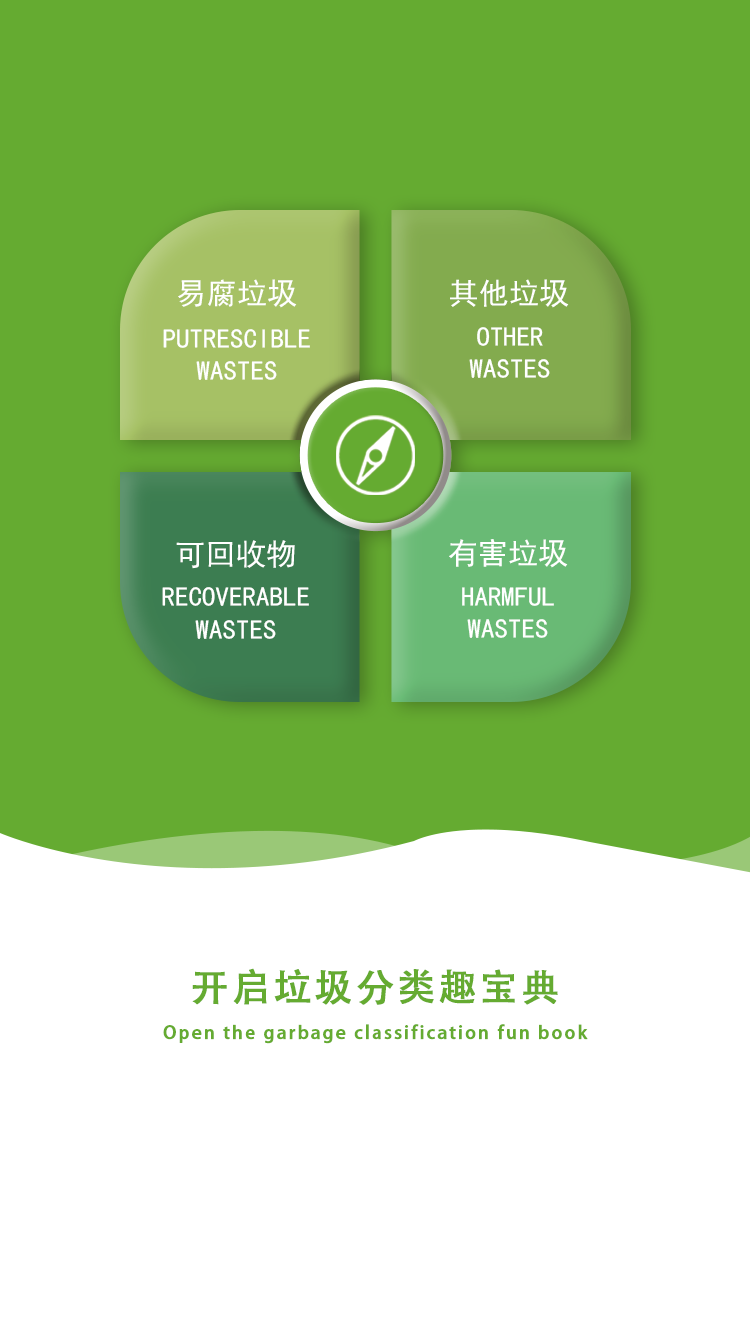 易腐垃圾
PUTRESCIBLE
WASTES
其他垃圾
OTHER
WASTES
可回收物
RECOVERABLE
WASTES
有害垃圾
HARMFUL
WASTES
开启垃圾分类趣宝典
Open the garbage classification fun book